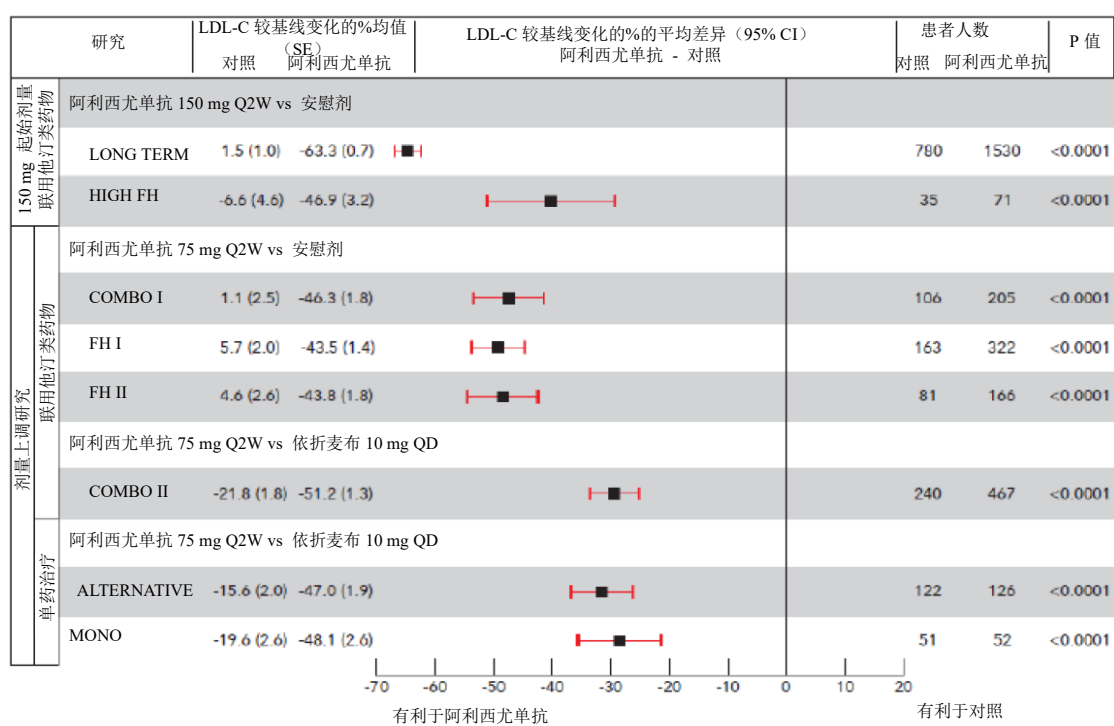 研究
LDL-C 较基线变化的%均值
（SE）
对照 阿利西尤单抗
LDL-C 较基线变化的%的平均差异（95% CI）
阿利西尤单抗 - 对照
患者人数
对照 阿利西尤单抗
P 值
150 mg 起始剂量
联用他汀类药物
阿利西尤单抗 150 mg Q2W vs 安慰剂
LONG TERM 1.5 (1.0) -63.3 (0.7) 780 1530 <0.0001
HIGH FH -6.6 (4.6) -46.9 (3.2) 35 71 <0.0001
剂量上调研究
联用他汀类药物
阿利西尤单抗 75 mg Q2W vs 安慰剂
COMBO I 1.1 (2.5) -46.3 (1.8) 106 205 <0.0001
FH I 5.7 (2.0) -43.5 (1.4) 163 322 <0.0001
FH II 4.6 (2.6) -43.8 (1.8) 81 166 <0.0001
阿利西尤单抗 75 mg Q2W vs 依折麦布 10 mg QD
COMBO II -21.8 (1.8) -51.2 (1.3) 240 467 <0.0001
单药治疗
阿利西尤单抗 75 mg Q2W vs 依折麦布 10 mg QD
ALTERNATIVE -15.6 (2.0) -47.0 (1.9) 122 126 <0.0001
MONO -19.6 (2.6) -48.1 (2.6) 51 52 <0.0001
-70 -60 -50 -40 -30 -20 -10 0 10 20
有利于阿利西尤单抗 有利于对照